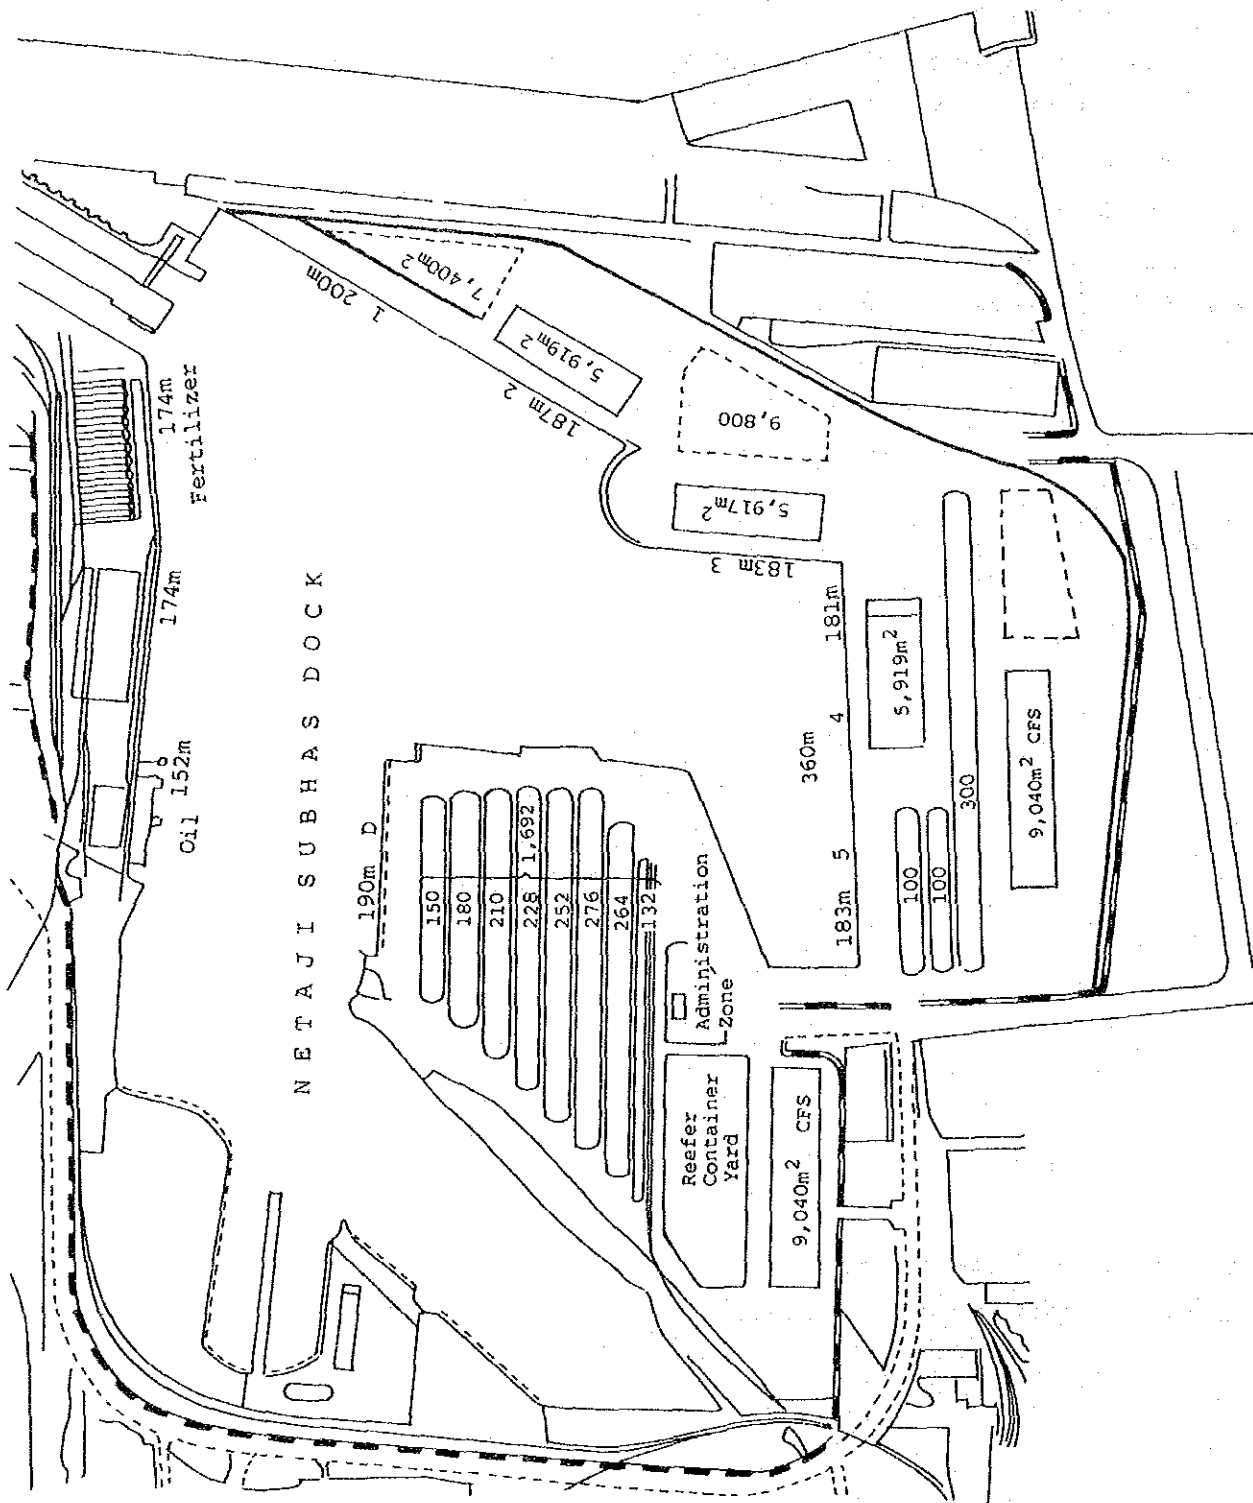 174m
Fertilizer
174m
152m
Oil
NETAJI SUBHAS DOCK
1 200m
7,400m²
2 187m
5,919m²
9,800
5,917m²
3 183m
181m
360m 4
183m 5
5,919m²
300
100
100
9,040m² CFS
190m D
150
180
210
228
1,692
252
276
264
132
Administration
Zone
Reefer
Container
Yard
9,040m² CFS